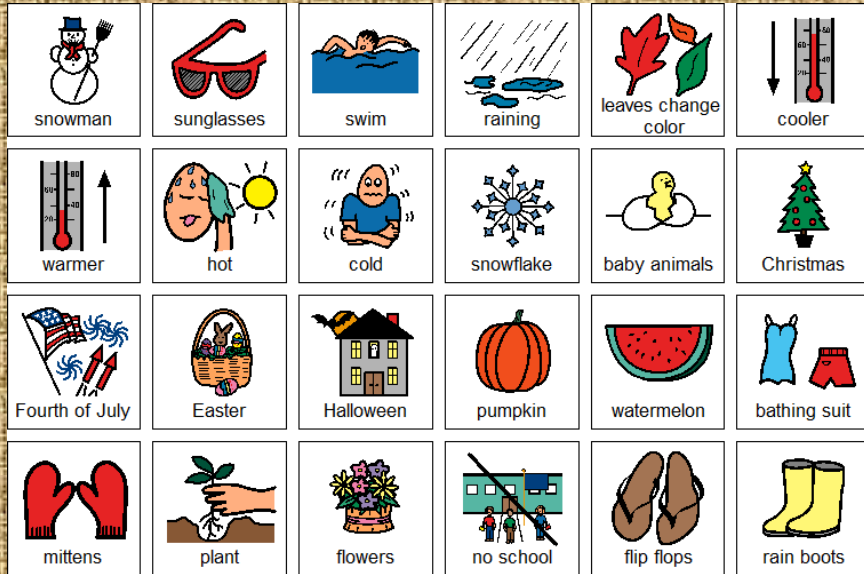 snowman
sunglasses
swim
raining
leaves change
color
cooler
warmer
hot
cold
snowflake
baby animals
Christmas
Fourth of July
Easter
Halloween
pumpkin
watermelon
bathing suit
mittens
plant
flowers
no school
flip flops
rain boots